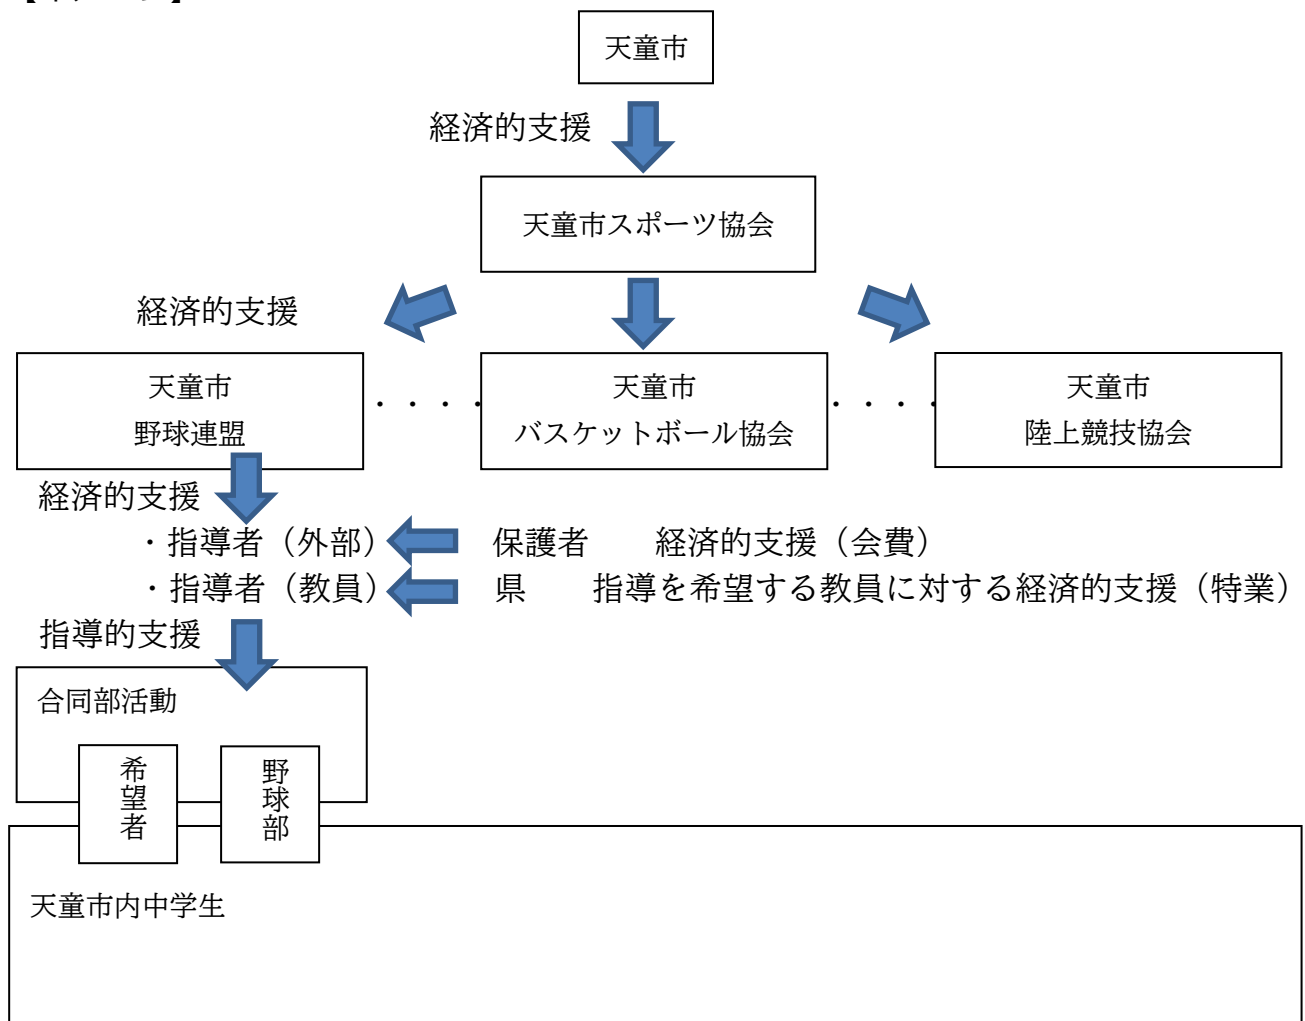 天童市
経済的支援
天童市スポーツ協会
経済的支援
天童市
野球連盟
・・・・
天童市
バスケットボール協会
・・・・
天童市
陸上競技協会
経済的支援
・指導者（外部） 保護者 経済的支援（会費）
・指導者（教員） 県 指導を希望する教員に対する経済的支援（特業）
指導的支援
合同部活動
希望者
野球部
天童市内中学生